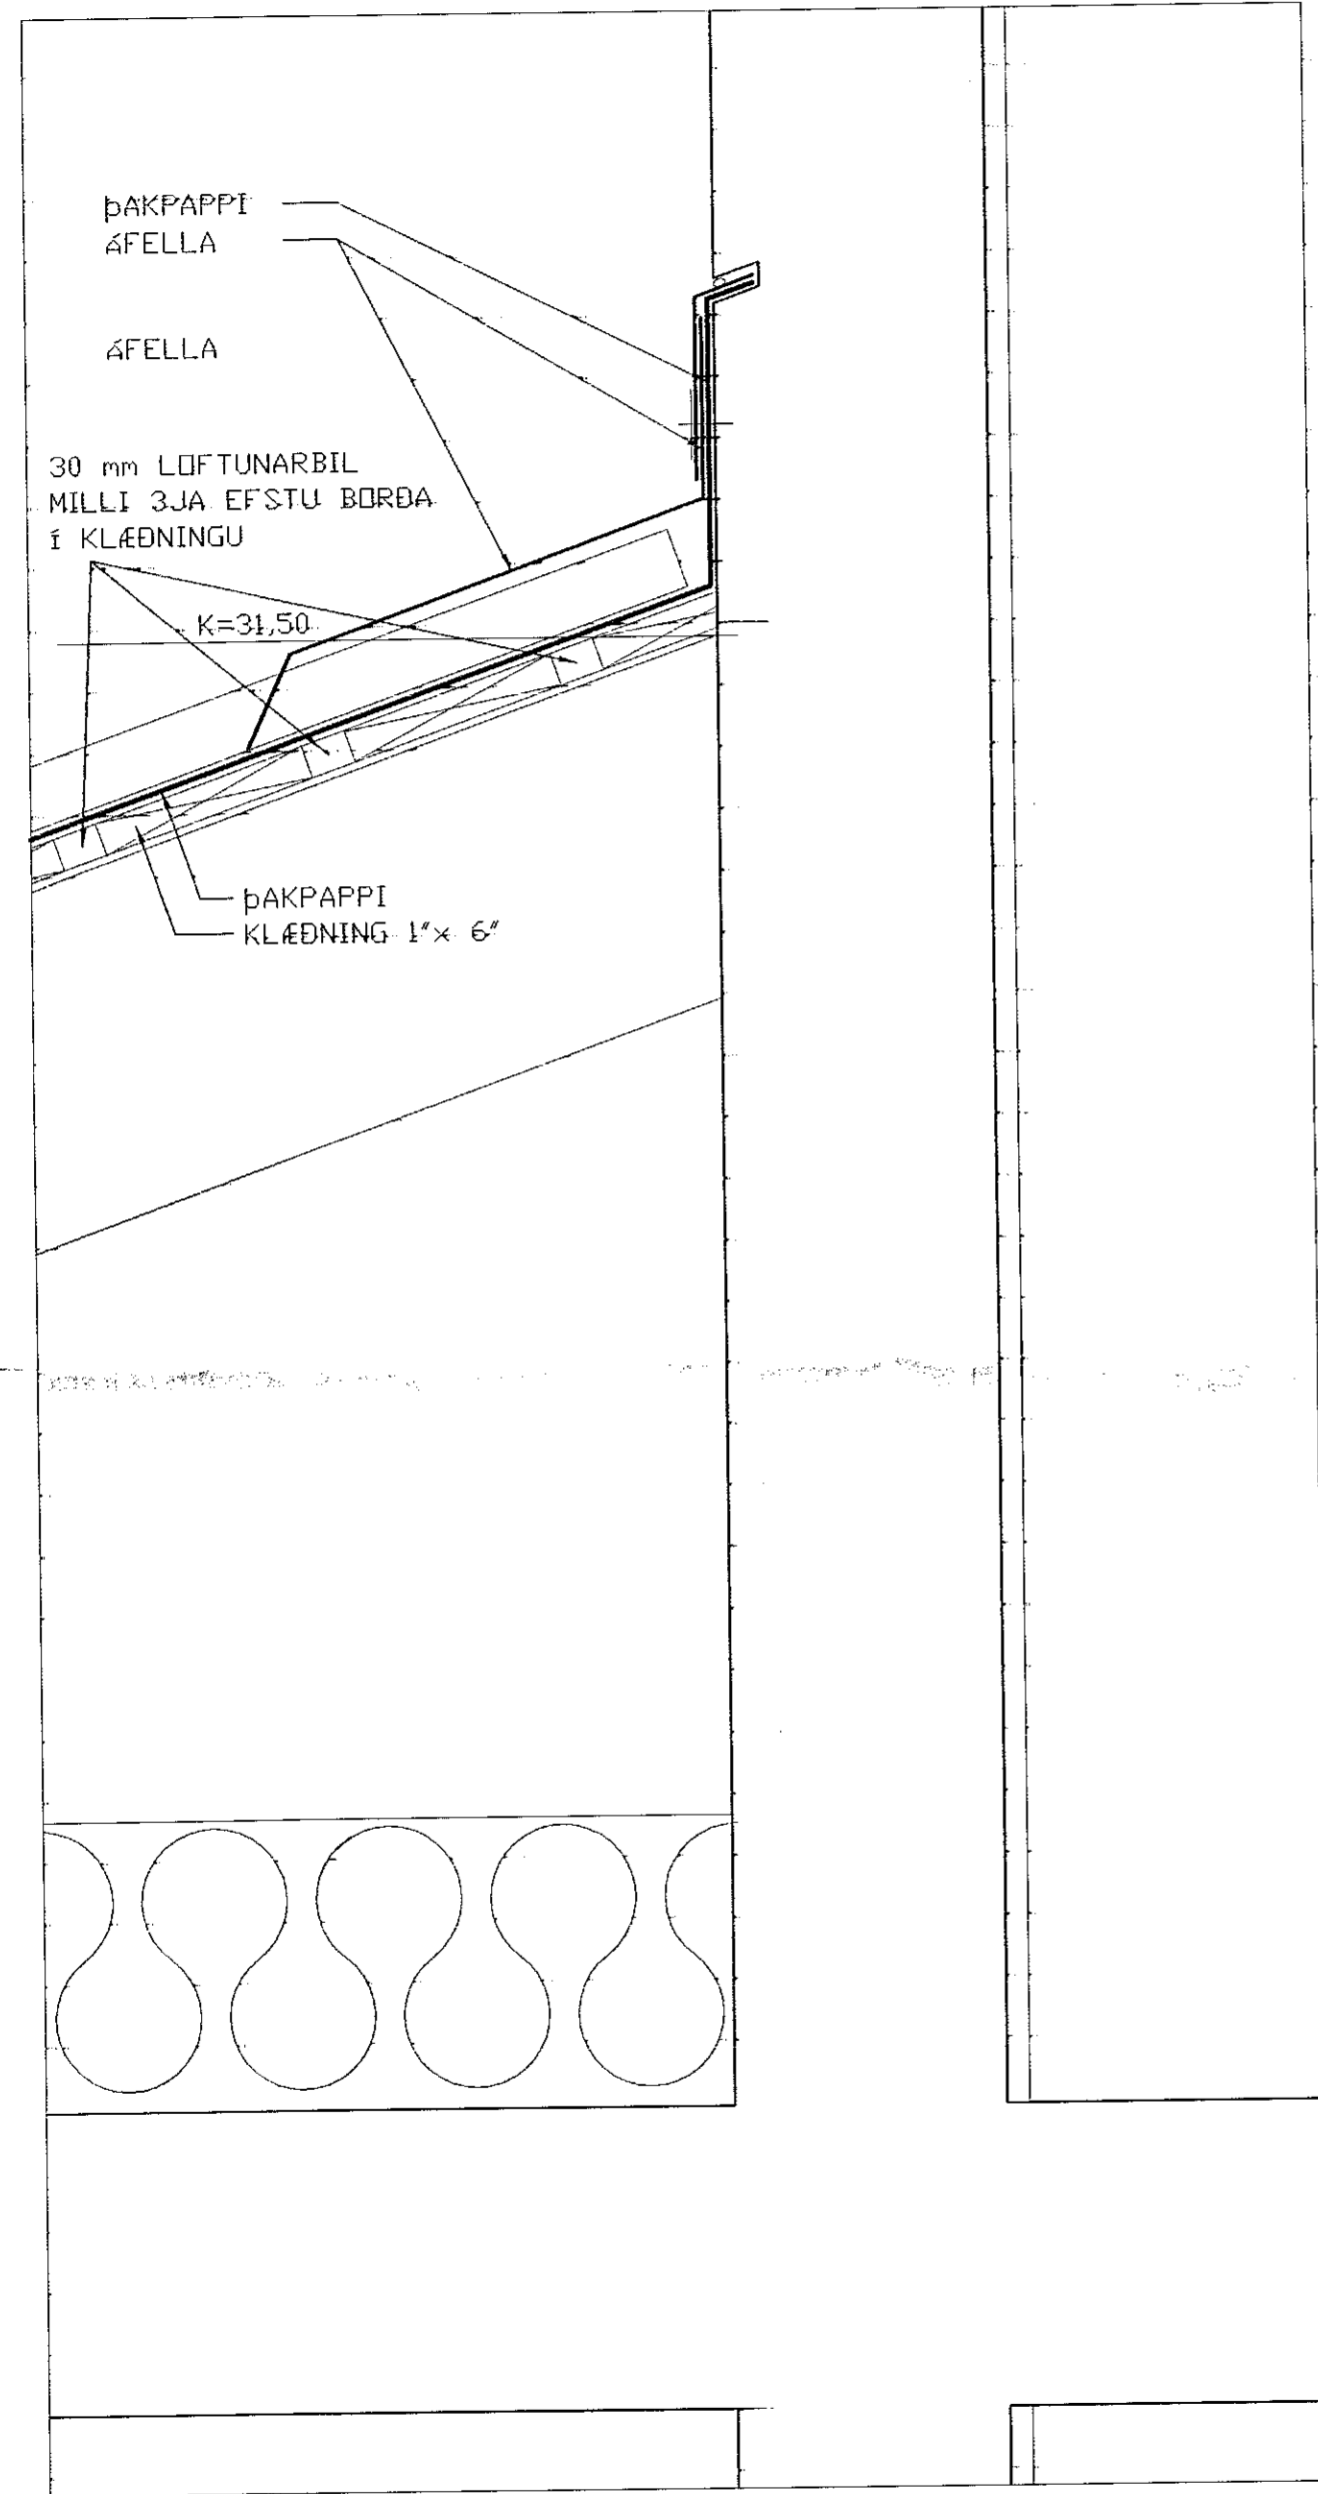 ÞAKPAPPI
ÁFELLA
ÁFELLA
30 mm LOFTUNARBIL
MILLI 3JA EFSTU BORÐA
Í KLÆÐNINGU
K=31,50
ÞAKPAPPI
KLÆÐNING 1"x 6"